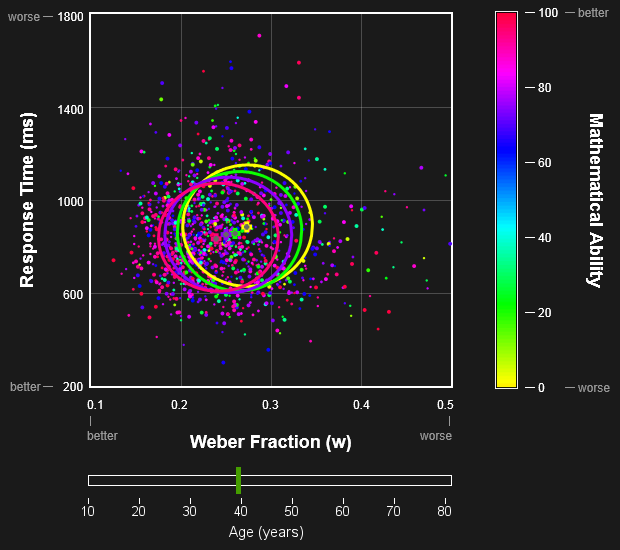 worse 1800
100 better
1400
80
Response Time (ms)
Mathematical Ability
60
1000
40
600
20
better 200
0 worse
0.1 0.2 0.3 0.4 0.5
better worse
Weber Fraction (w)
10 20 30 40 50 60 70 80
Age (years)